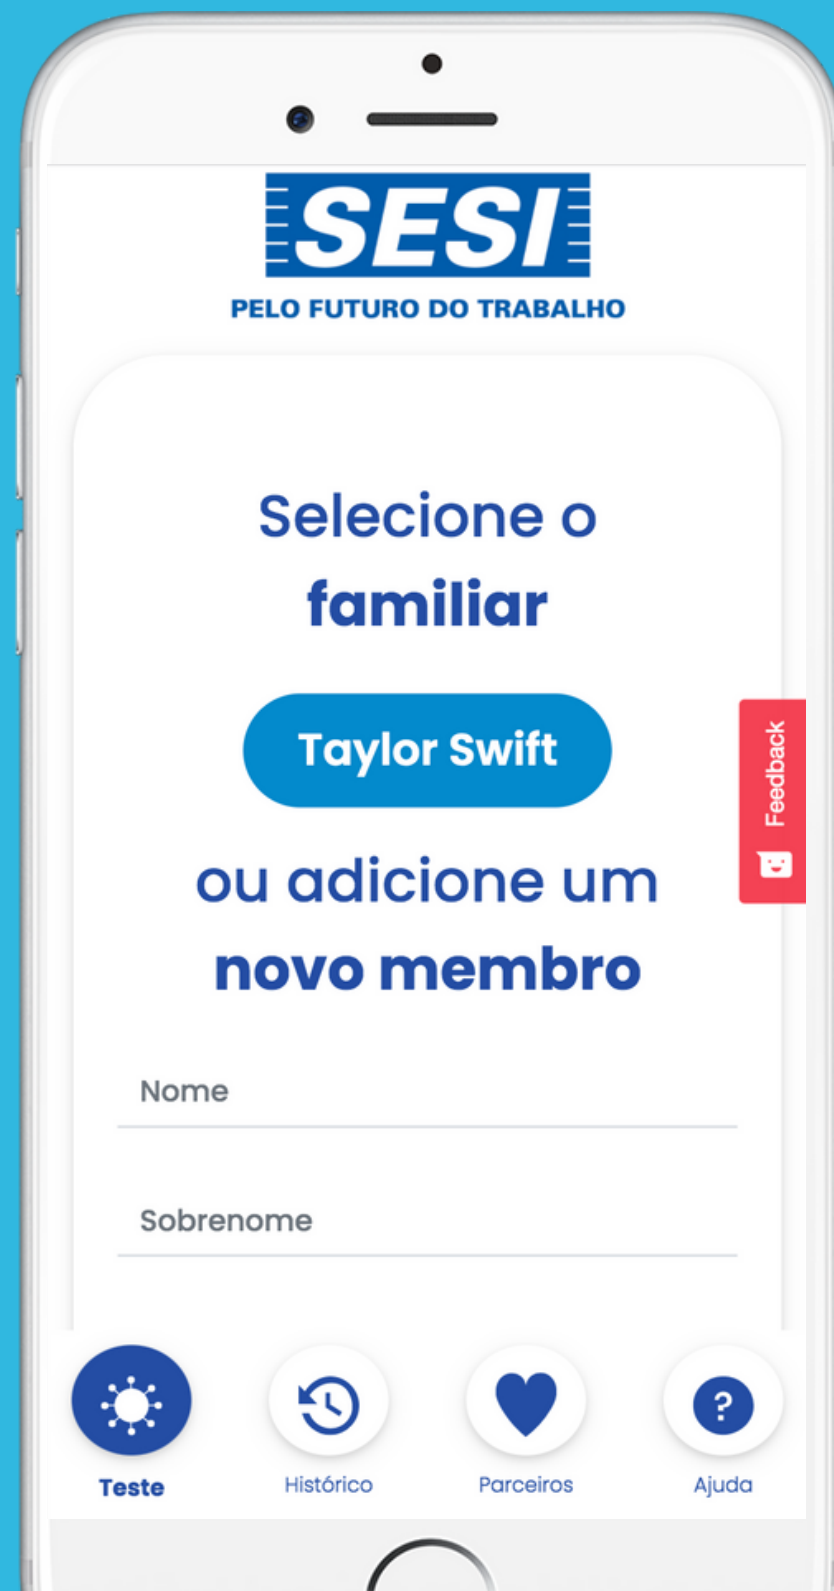 SESI
PELO FUTURO DO TRABALHO
Selecione o
familiar
Taylor Swift
Feedback
ou adicione um
novo membro
Nome
Sobrenome
Teste
Histórico
Parceiros
?
Ajuda